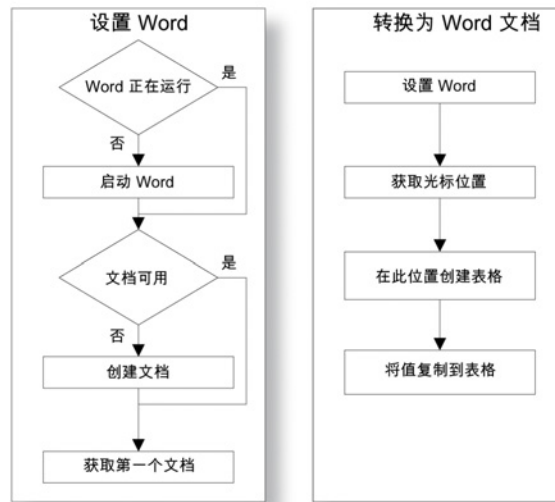 设置 Word
Word 正在运行
是
否
启动 Word
文档可用
是
否
创建文档
获取第一个文档
转换为 Word 文档
设置 Word
获取光标位置
在此位置创建表格
将值复制到表格